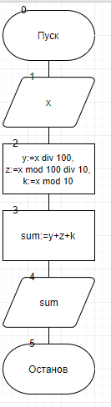 0
Пуск
1
x
2
y:=x div 100,
z:=x mod 100 div 10,
k:=x mod 10
3
sum:=y+z+k
4
sum
5
Останов